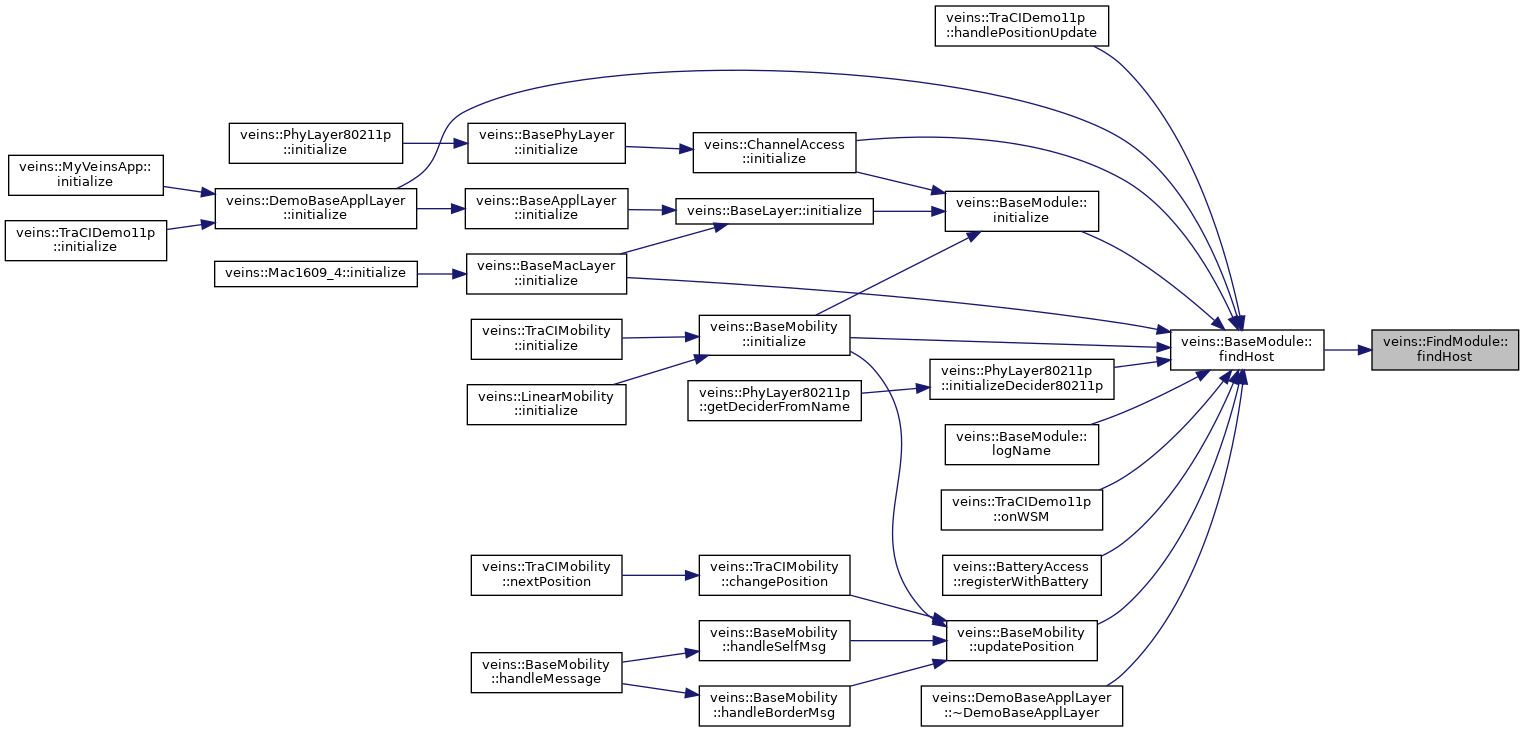 veins::TraCIDemo11p
::handlePositionUpdate
veins::PhyLayer80211p
::initialize
veins::BasePhyLayer
::initialize
veins::ChannelAccess
::initialize
veins::MyVeinsApp::
initialize
veins::DemoBaseApplLayer
::initialize
veins::BaseApplLayer
::initialize
veins::BaseLayer::initialize
veins::BaseModule::
initialize
veins::TraCIDemo11p
::initialize
veins::Mac1609_4::initialize
veins::BaseMacLayer
::initialize
veins::TraCIMobility
::initialize
veins::BaseMobility
::initialize
veins::BaseModule::
findHost
veins::FindModule::
findHost
veins::LinearMobility
::initialize
veins::PhyLayer80211p
::getDeciderFromName
veins::PhyLayer80211p
::initializeDecider80211p
veins::BaseModule::
logName
veins::TraCIDemo11p
::onWSM
veins::TraCIMobility
::nextPosition
veins::TraCIMobility
::changePosition
veins::BatteryAccess
::registerWithBattery
veins::BaseMobility
::handleSelfMsg
veins::BaseMobility
::updatePosition
veins::BaseMobility
::handleMessage
veins::BaseMobility
::handleBorderMsg
veins::DemoBaseApplLayer
::~DemoBaseApplLayer